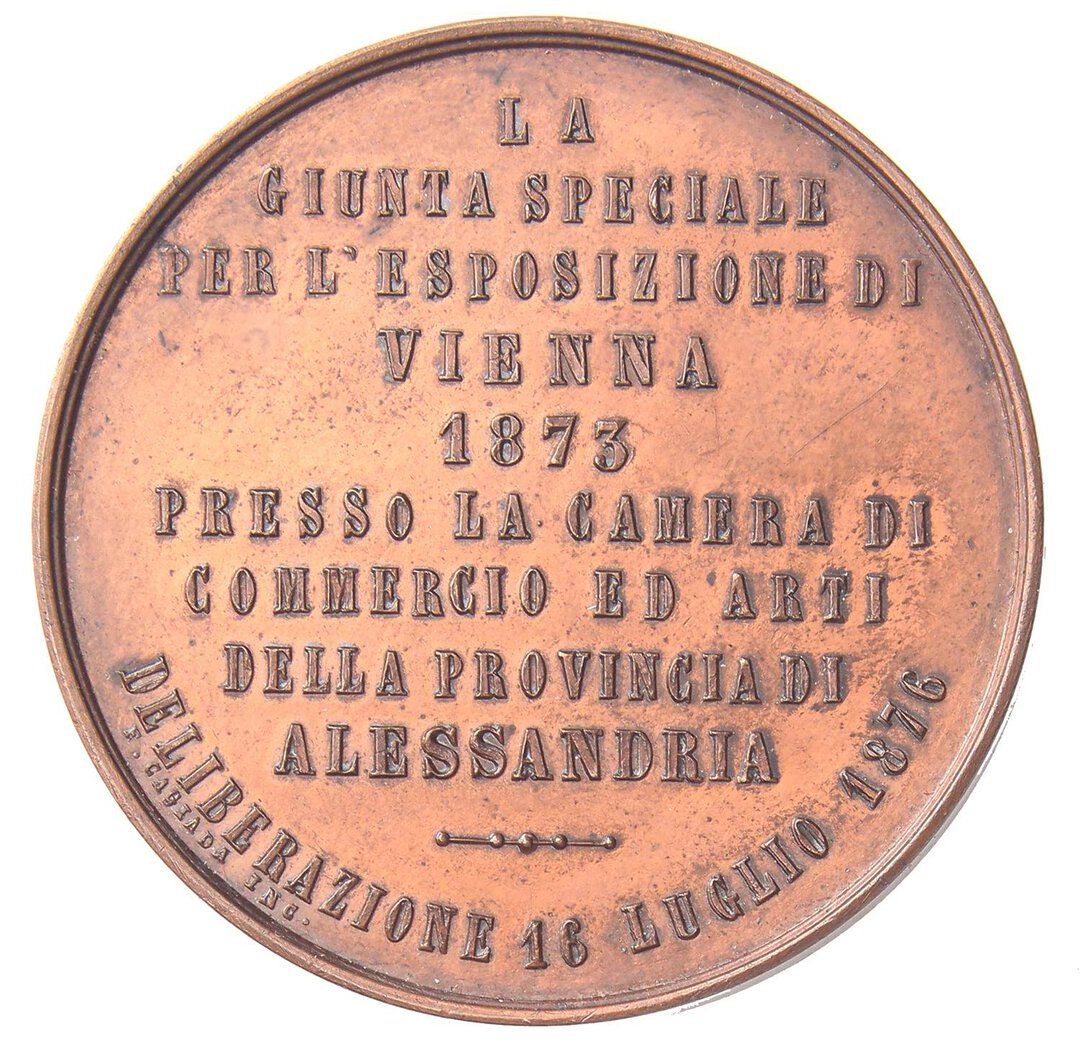 LA
GIUNTA SPECIALE
PER L'ESPOSIZIONE DI
VIENNA
1873
PRESSO LA CAMERA DI
COMMERCIO ED ARTI
DELLA PROVINCIA DI
ALESSANDRIA
DELIBERAZIONE 16 LUGLIO 1876
INC.